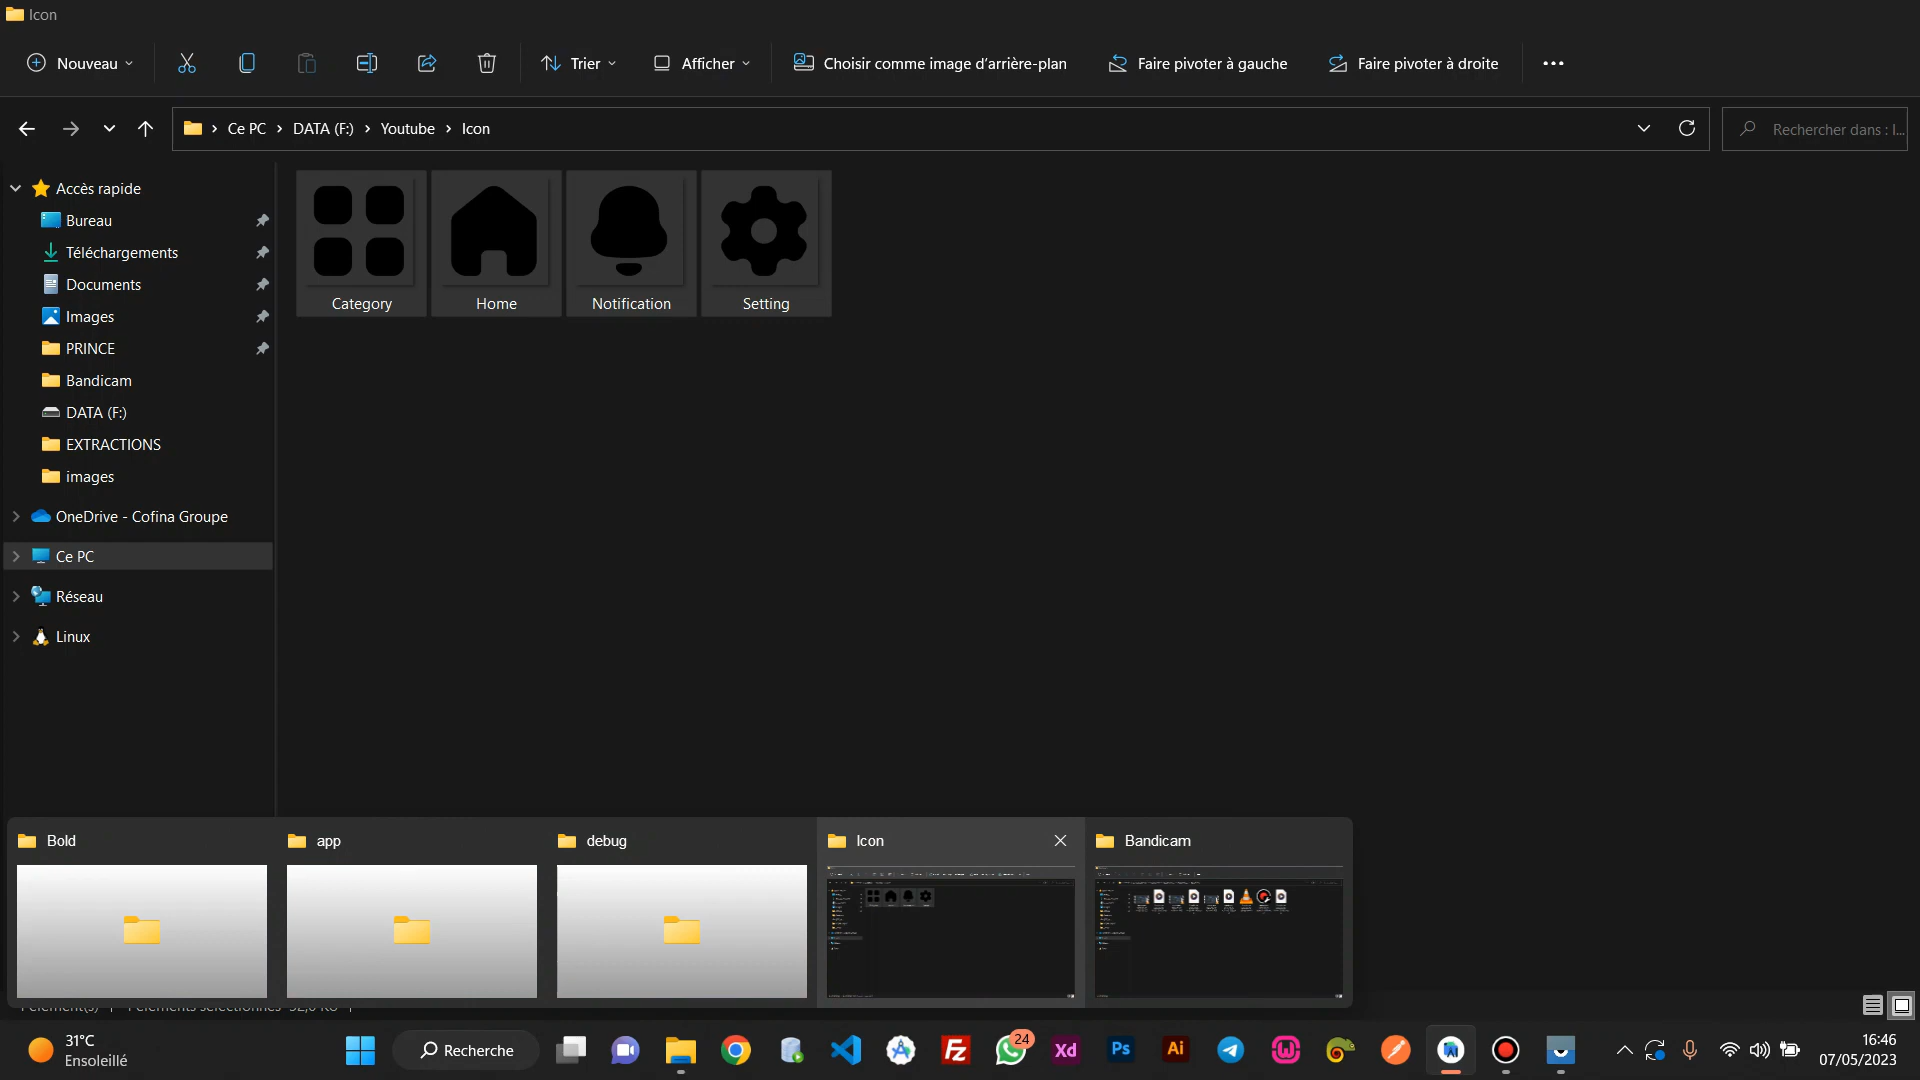 Icon
Nouveau
Trier
Afficher
Choisir comme image d'arrière-plan
Faire pivoter à gauche
Faire pivoter à droite
Ce PC
DATA (F:)
Youtube
Icon
Rechercher dans : I...
Accès rapide
Bureau
Téléchargements
Documents
Images
PRINCE
Bandicam
DATA (F:)
EXTRACTIONS
images
OneDrive - Cofina Groupe
Ce PC
Réseau
Linux
Category
Home
Notification
Setting
Bold
app
debug
Icon
Bandicam
31°C
Ensoleillé
Recherche
24
Xd
Ps
Ai
16:46
07/05/2023